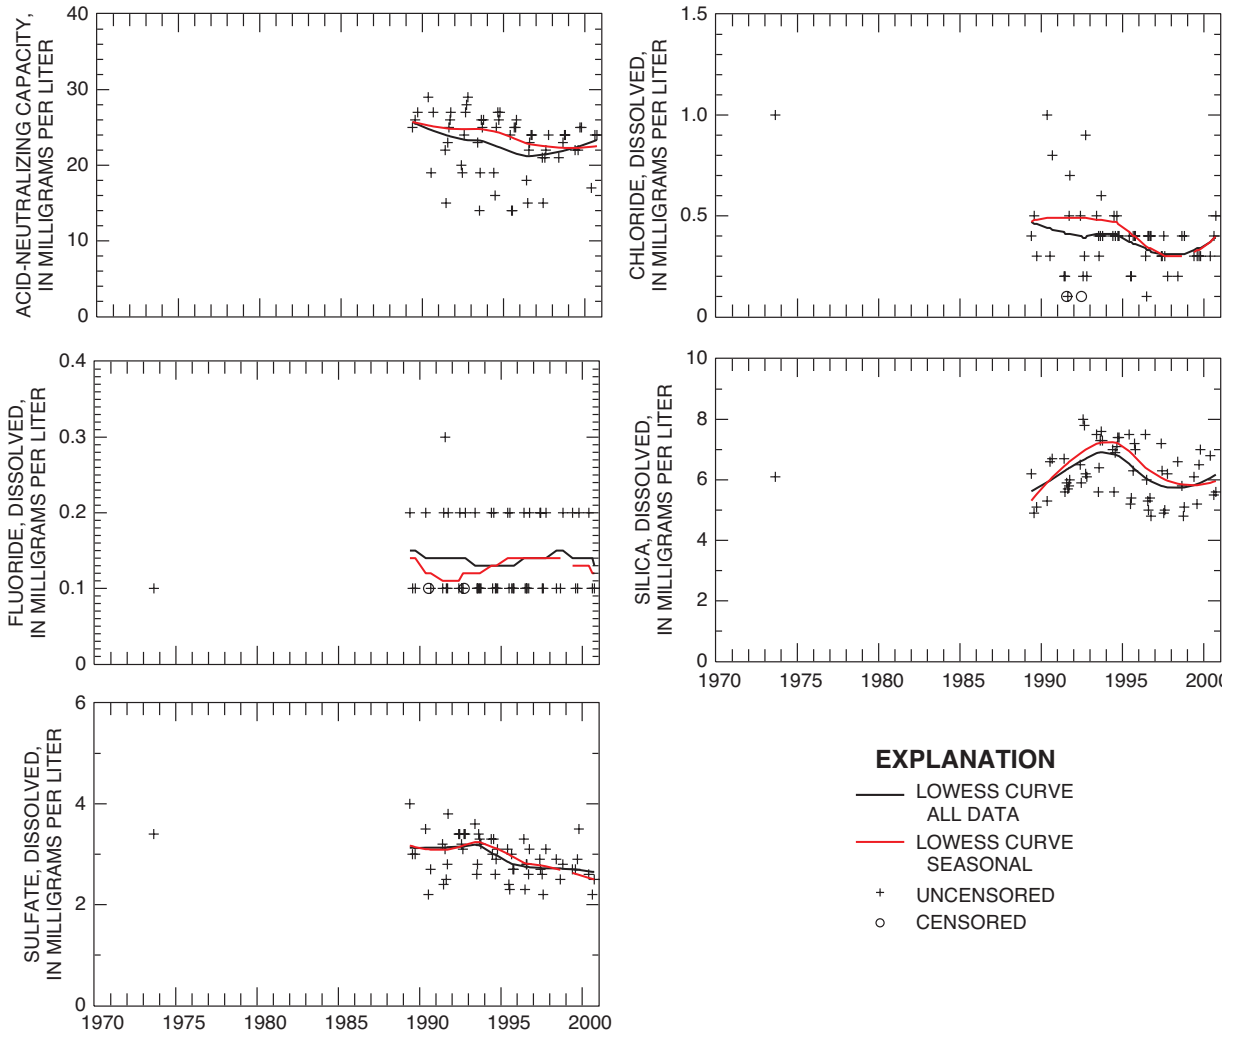 ACID-NEUTRALIZING CAPACITY,
IN MILLIGRAMS PER LITER
40
30
20
10
0
CHLORIDE, DISSOLVED,
IN MILLIGRAMS PER LITER
1.5
1.0
0.5
0
FLUORIDE, DISSOLVED,
IN MILLIGRAMS PER LITER
0.4
0.3
0.2
0.1
0
SILICA, DISSOLVED,
IN MILLIGRAMS PER LITER
10
8
6
4
2
0
1970 1975 1980 1985 1990 1995 2000
SULFATE, DISSOLVED,
IN MILLIGRAMS PER LITER
6
4
2
0
1970 1975 1980 1985 1990 1995 2000
EXPLANATION
LOWESS CURVE
ALL DATA
LOWESS CURVE
SEASONAL
UNCENSORED
CENSORED